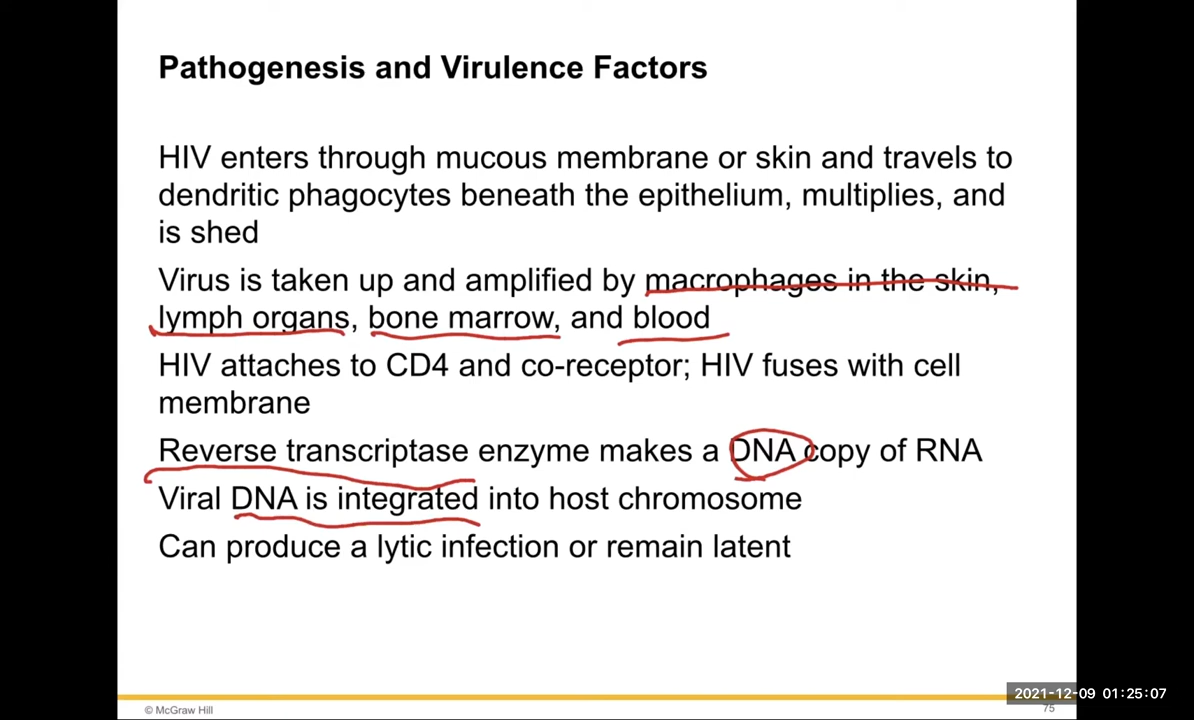 Pathogenesis and Virulence Factors
HIV enters through mucous membrane or skin and travels to
dendritic phagocytes beneath the epithelium, multiplies, and
is shed
Virus is taken up and amplified by macrophages in the skin,
lymph organs, bone marrow, and blood
HIV attaches to CD4 and co-receptor; HIV fuses with cell
membrane
Reverse transcriptase enzyme makes a DNA copy of RNA
Viral DNA is integrated into host chromosome
Can produce a lytic infection or remain latent
2021-12-09 01:25:07
© McGraw Hill
75